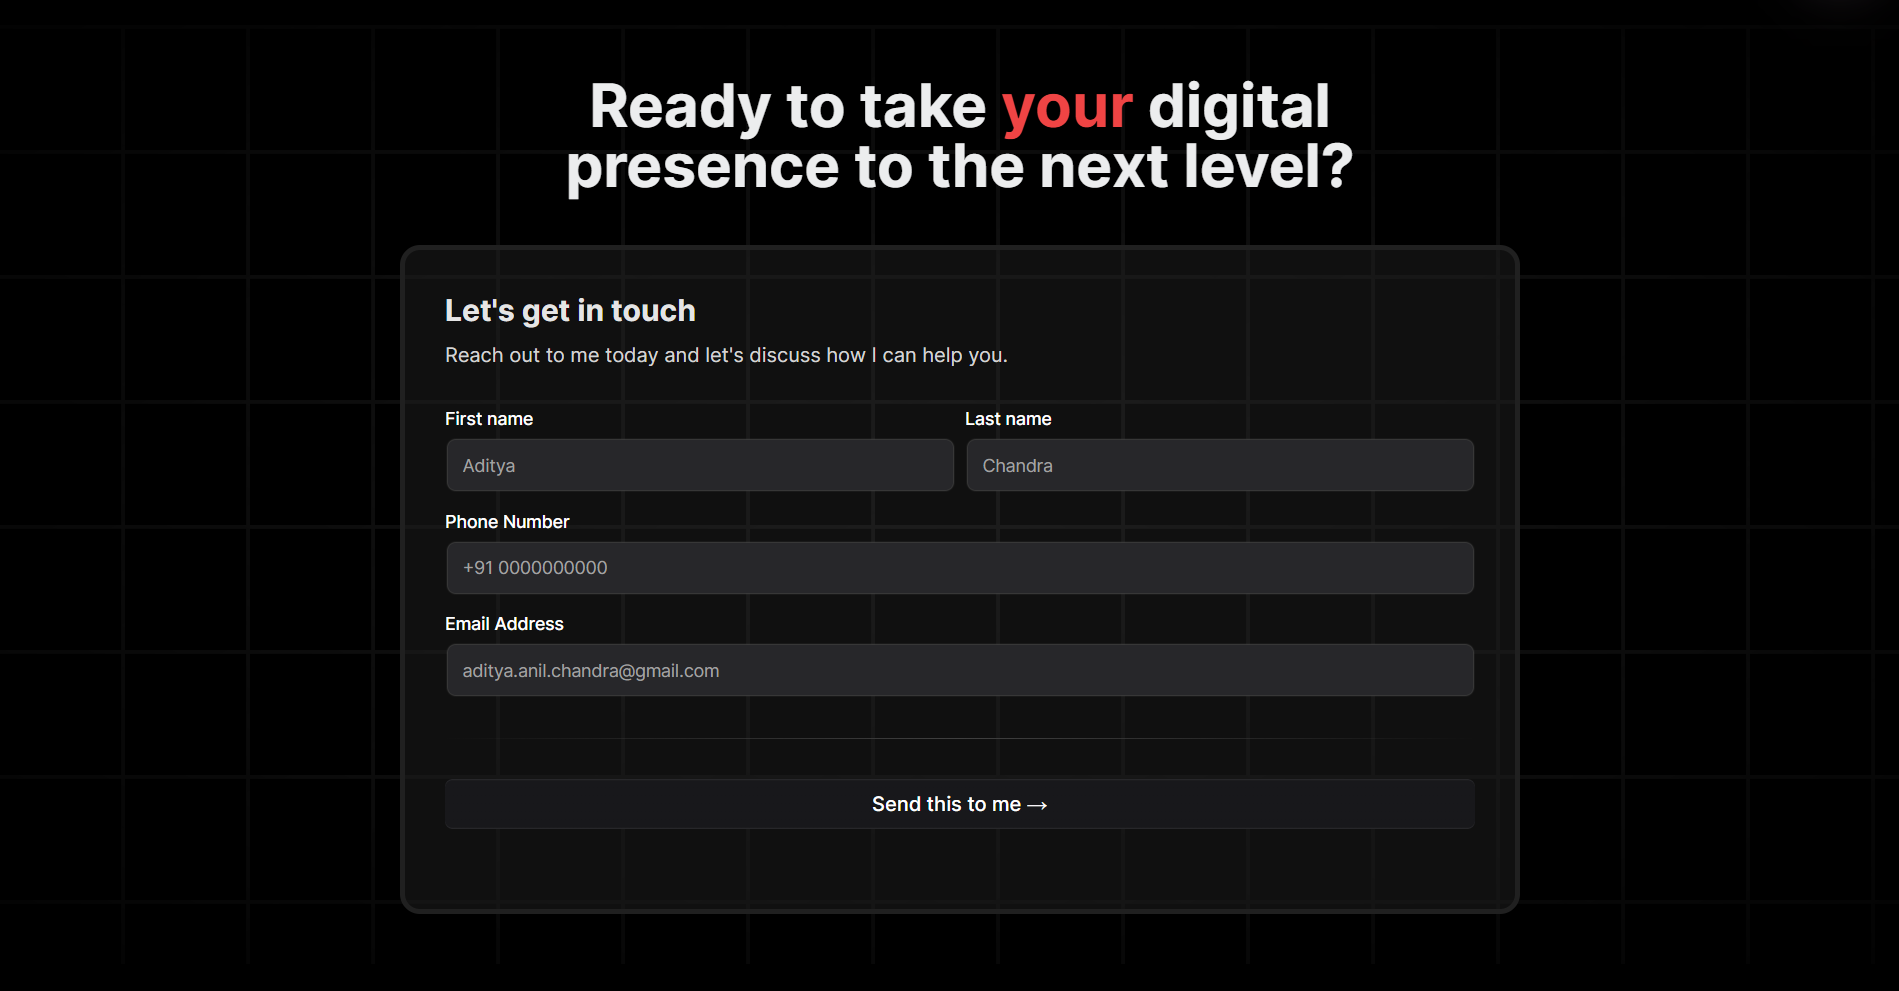 Ready to take your digital
presence to the next level?
Let's get in touch
Reach out to me today and let's discuss how I can help you.
First name
Last name
Aditya
Chandra
Phone Number
+91 0000000000
Email Address
aditya.anil.chandra@gmail.com
Send this to me →